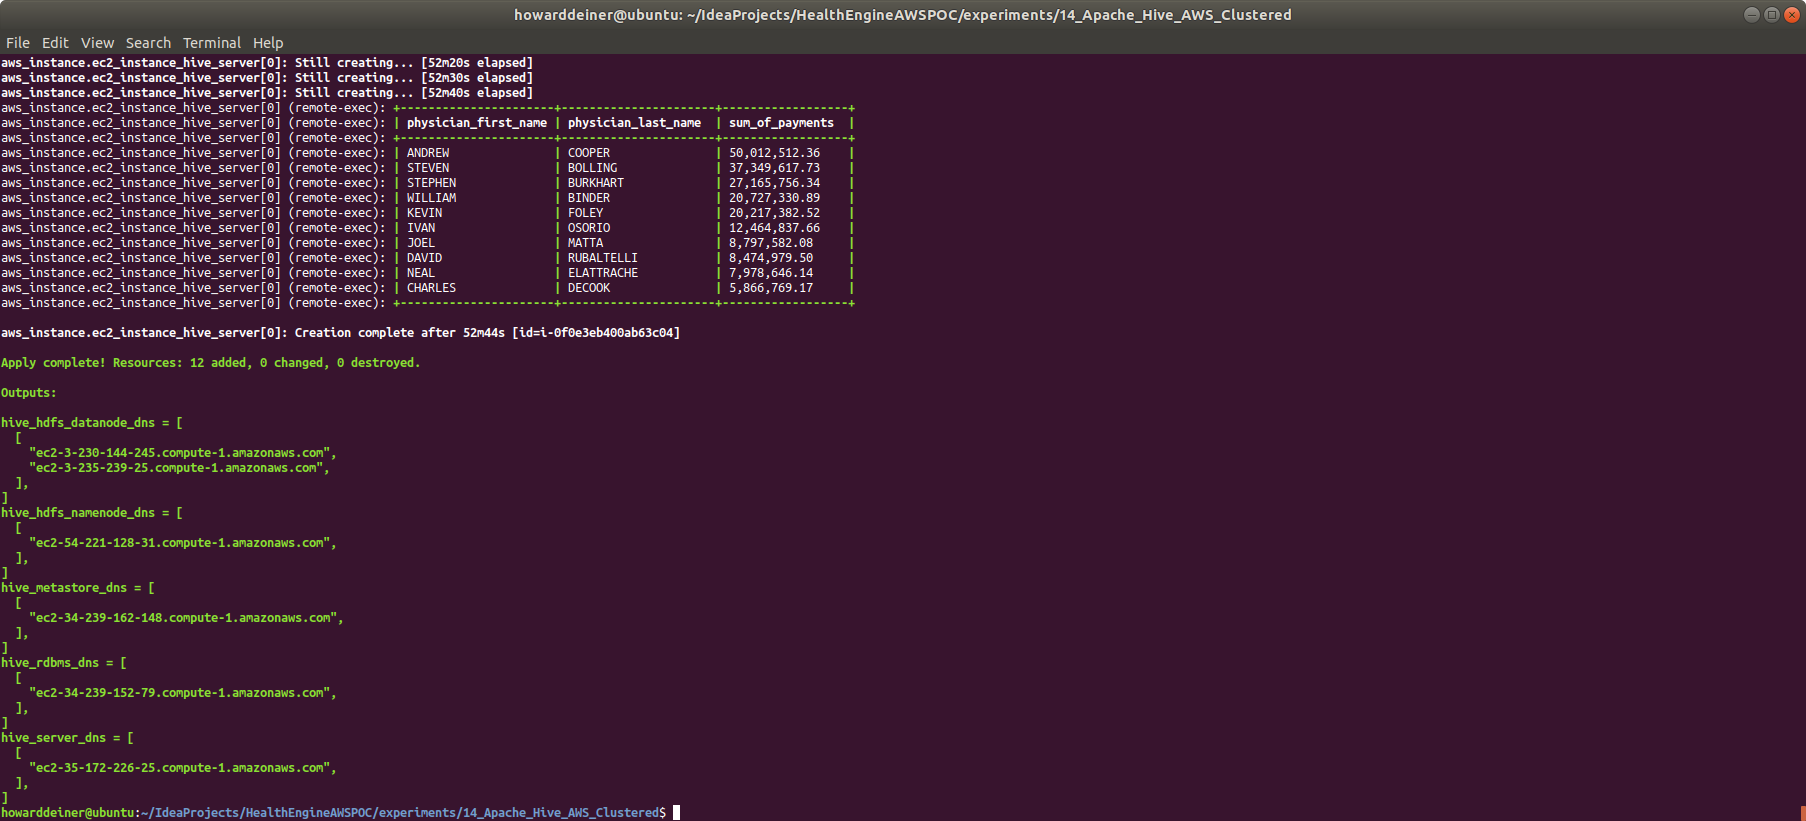 howarddeiner@ubuntu: ~/IdeaProjects/HealthEngineAWSPOC/experiments/14_Apache_Hive_AWS_Clustered
File Edit View Search Terminal Help
aws_instance.ec2_instance_hive_server[0]: Still creating... [52m20s elapsed]
aws_instance.ec2_instance_hive_server[0]: Still creating... [52m30s elapsed]
aws_instance.ec2_instance_hive_server[0]: Still creating... [52m40s elapsed]
aws_instance.ec2_instance_hive_server[0] (remote-exec): +----------------------+----------------------+------------------+
aws_instance.ec2_instance_hive_server[0] (remote-exec): | physician_first_name | physician_last_name  | sum_of_payments  |
aws_instance.ec2_instance_hive_server[0] (remote-exec): +----------------------+----------------------+------------------+
aws_instance.ec2_instance_hive_server[0] (remote-exec): | ANDREW               | COOPER               | 50,012,512.36    |
aws_instance.ec2_instance_hive_server[0] (remote-exec): | STEVEN               | BOLLING              | 37,349,617.73    |
aws_instance.ec2_instance_hive_server[0] (remote-exec): | STEPHEN              | BURKHART             | 27,165,756.34    |
aws_instance.ec2_instance_hive_server[0] (remote-exec): | WILLIAM              | BINDER               | 20,727,330.89    |
aws_instance.ec2_instance_hive_server[0] (remote-exec): | KEVIN                | FOLEY                | 20,217,382.52    |
aws_instance.ec2_instance_hive_server[0] (remote-exec): | IVAN                 | OSORIO               | 12,464,837.66    |
aws_instance.ec2_instance_hive_server[0] (remote-exec): | JOEL                 | MATTA                | 8,797,582.08     |
aws_instance.ec2_instance_hive_server[0] (remote-exec): | DAVID                | RUBALTELLI           | 8,474,979.50     |
aws_instance.ec2_instance_hive_server[0] (remote-exec): | NEAL                 | ELATTRACHE           | 7,978,646.14     |
aws_instance.ec2_instance_hive_server[0] (remote-exec): | CHARLES              | DECOOK               | 5,866,769.17     |
aws_instance.ec2_instance_hive_server[0] (remote-exec): +----------------------+----------------------+------------------+
aws_instance.ec2_instance_hive_server[0]: Creation complete after 52m44s [id=i-0f0e3eb400ab63c04]
Apply complete! Resources: 12 added, 0 changed, 0 destroyed.
Outputs:
hive_hdfs_datanode_dns = [
  [
    "ec2-3-230-144-245.compute-1.amazonaws.com",
    "ec2-3-235-239-25.compute-1.amazonaws.com",
  ],
]
hive_hdfs_namenode_dns = [
  [
    "ec2-54-221-128-31.compute-1.amazonaws.com",
  ],
]
hive_metastore_dns = [
  [
    "ec2-34-239-162-148.compute-1.amazonaws.com",
  ],
]
hive_rdbms_dns = [
  [
    "ec2-34-239-152-79.compute-1.amazonaws.com",
  ],
]
hive_server_dns = [
  [
    "ec2-35-172-226-25.compute-1.amazonaws.com",
  ],
]
howarddeiner@ubuntu:~/IdeaProjects/HealthEngineAWSPOC/experiments/14_Apache_Hive_AWS_Clustered$